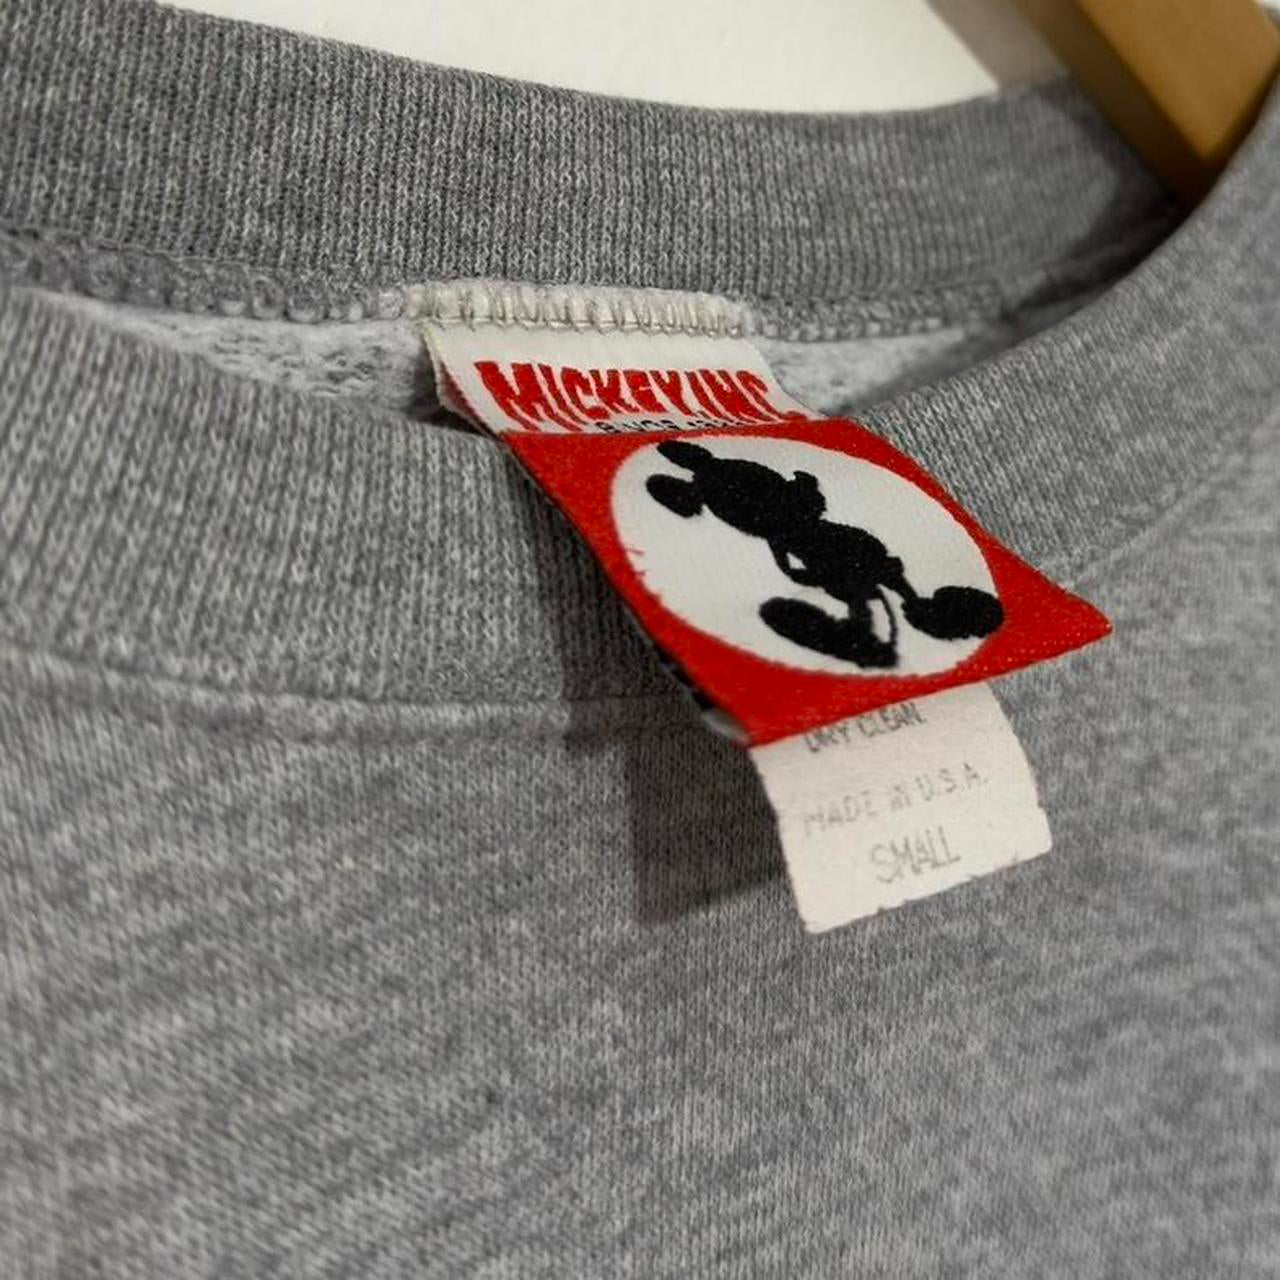 MICKEY.INC.
DRY CLEAN.
MADE IN U.S.A.
SMALL